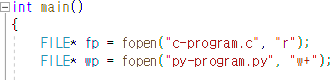 int main()
{
FILE* fp = fopen("c-program.c", "r");
FILE* wp = fopen("py-program.py", "w+");